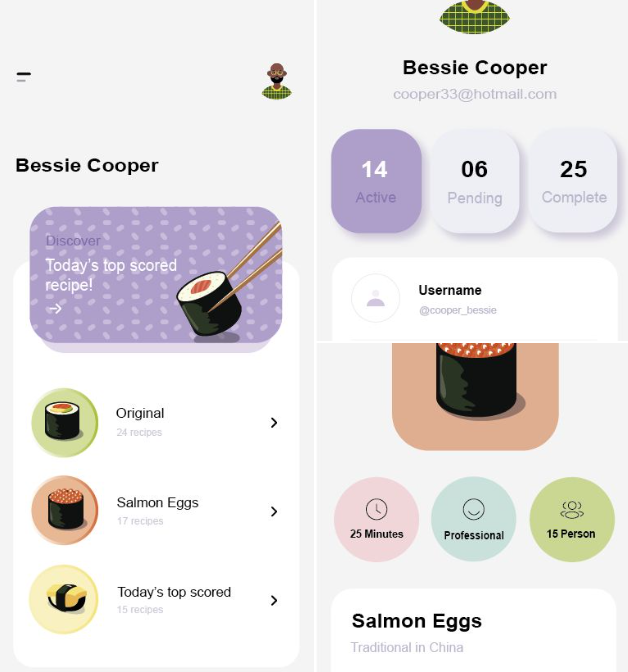 Bessie Cooper
Discover
Today's top scored
recipe!
Original
24 recipes
Salmon Eggs
17 recipes
Today's top scored
15 recipes
Bessie Cooper
cooper33@hotmail.com
14
Active
06
Pending
25
Complete
Username
@cooper_bessie
25 Minutes
Professional
15 Person
Salmon Eggs
Traditional in China